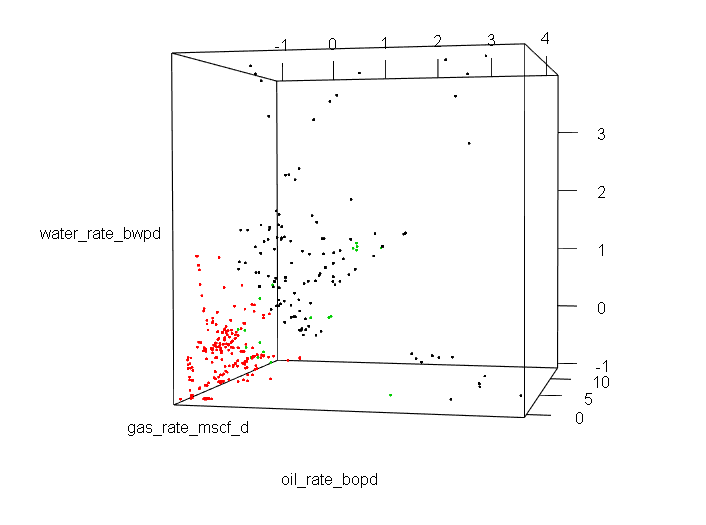 -1 0 1 2 3 4
3
2
water_rate_bwpd
1
0
-1
10
5
0
gas_rate_mscf_d
oil_rate_bopd